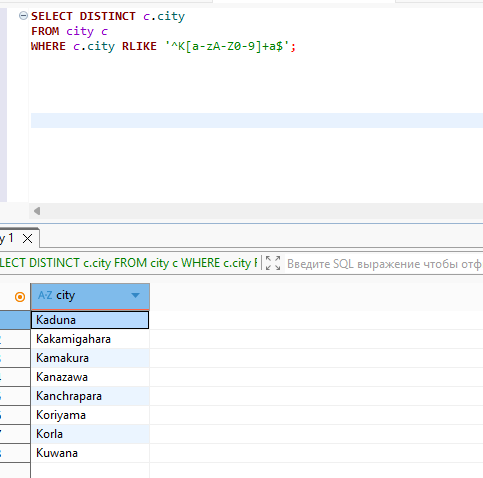 SELECT DISTINCT c.city
FROM city c
WHERE c.city RLIKE '^K[a-zA-Z0-9]+a$';
y 1
LECT DISTINCT c.city FROM city c WHERE c.city F
Введите SQL выражение чтобы отф
A-Z city
Kaduna
Kakamigahara
Kamakura
Kanazawa
Kanchrapara
Koriyama
Korla
Kuwana